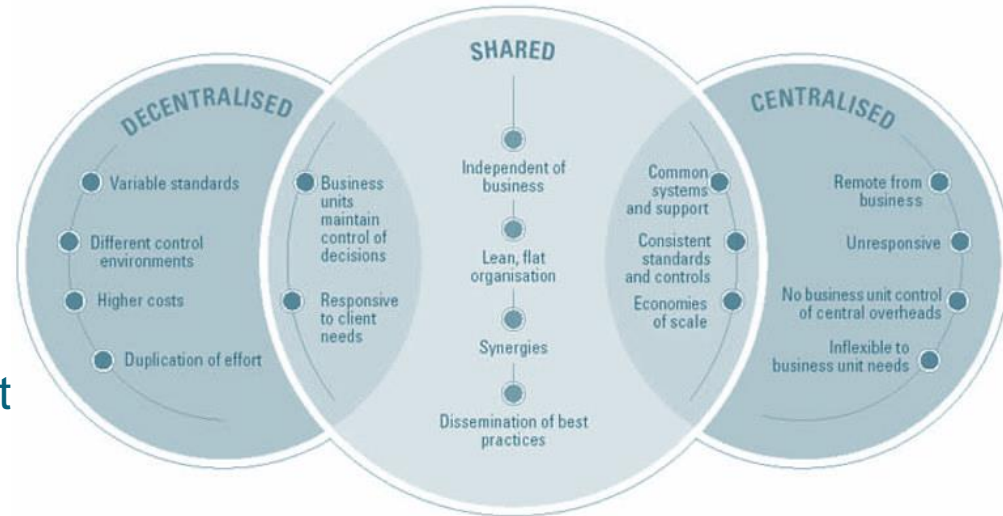 SHARED
DECENTRALISED
CENTRALISED
Variable standards
Different control
environments
Higher costs
Duplication of effort
Business
units
maintain
control of
decisions
Responsive
to client
needs
Independent of
business
Lean, flat
organisation
Synergies
Dissemination of best
practices
Common
systems
and support
Consistent
standards
and controls
Economies
of scale
Remote from
business
Unresponsive
No business unit control
of central overheads
Inflexible to
business unit needs
t